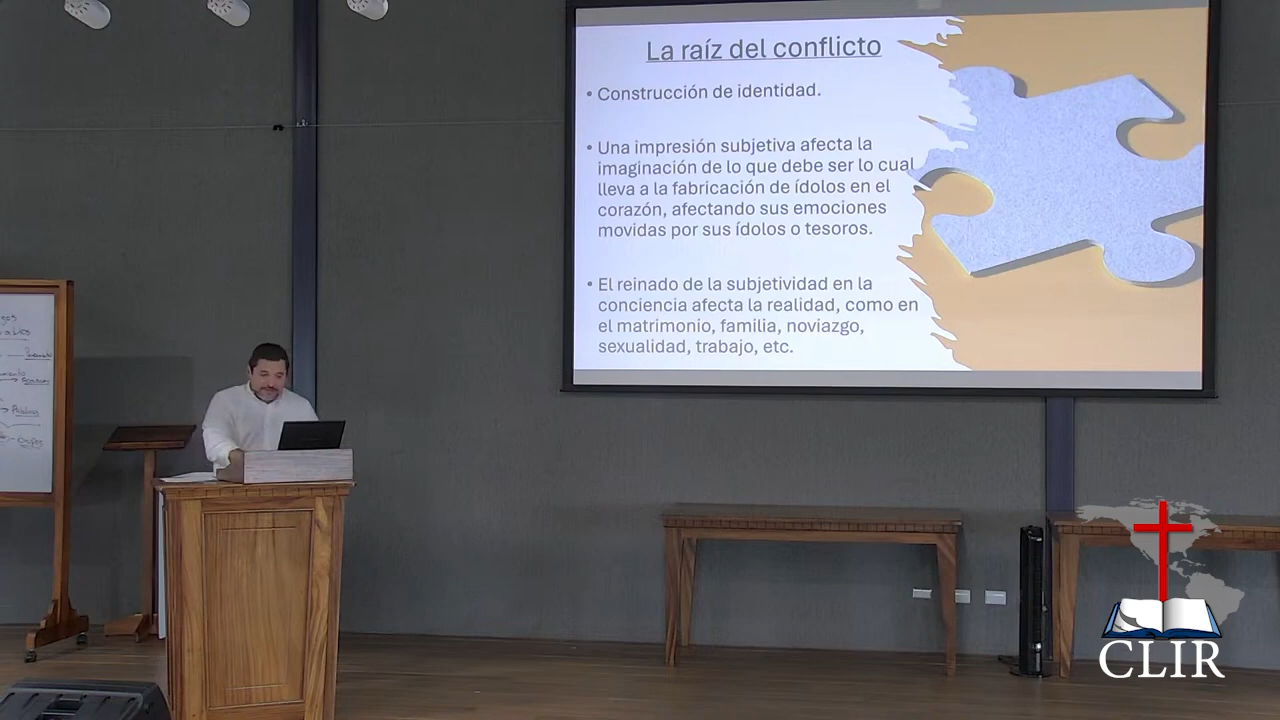 La raíz del conflicto
• Construcción de identidad.
• Una impresión subjetiva afecta la
imaginación de lo que debe ser lo cual
lleva a la fabricación de ídolos en el
corazón, afectando sus emociones
movidas por sus ídolos o tesoros.
• El reinado de la subjetividad en la
conciencia afecta la realidad, como en
el matrimonio, familia, noviazgo,
sexualidad, trabajo, etc.
CLIR